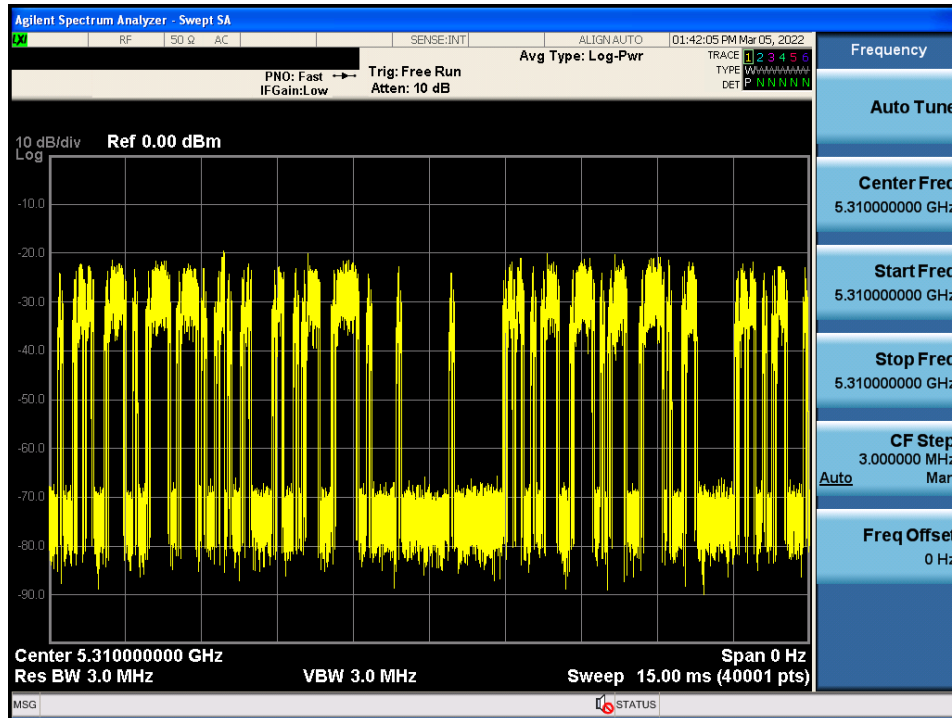 Agilent Spectrum Analyzer - Swept SA
LXI RF 50 Ω AC SENSE:INT ALIGN AUTO 01:42:05 PM Mar 05, 2022
Avg Type: Log-Pwr TRACE 1 2 3 4 5 6
PNO: Fast Trig: Free Run TYPE WWWWWW
IFGain:Low Atten: 10 dB DET P N N N N N
10 dB/div Ref 0.00 dBm
Log
-10.0
-20.0
-30.0
-40.0
-50.0
-60.0
-70.0
-80.0
-90.0
Center 5.310000000 GHz Span 0 Hz
Res BW 3.0 MHz VBW 3.0 MHz Sweep 15.00 ms (40001 pts)
MSG STATUS
Frequency
Auto Tune
Center Freq
5.310000000 GHz
Start Freq
5.310000000 GHz
Stop Freq
5.310000000 GHz
CF Step
3.000000 MHz
Auto Man
Freq Offset
0 Hz